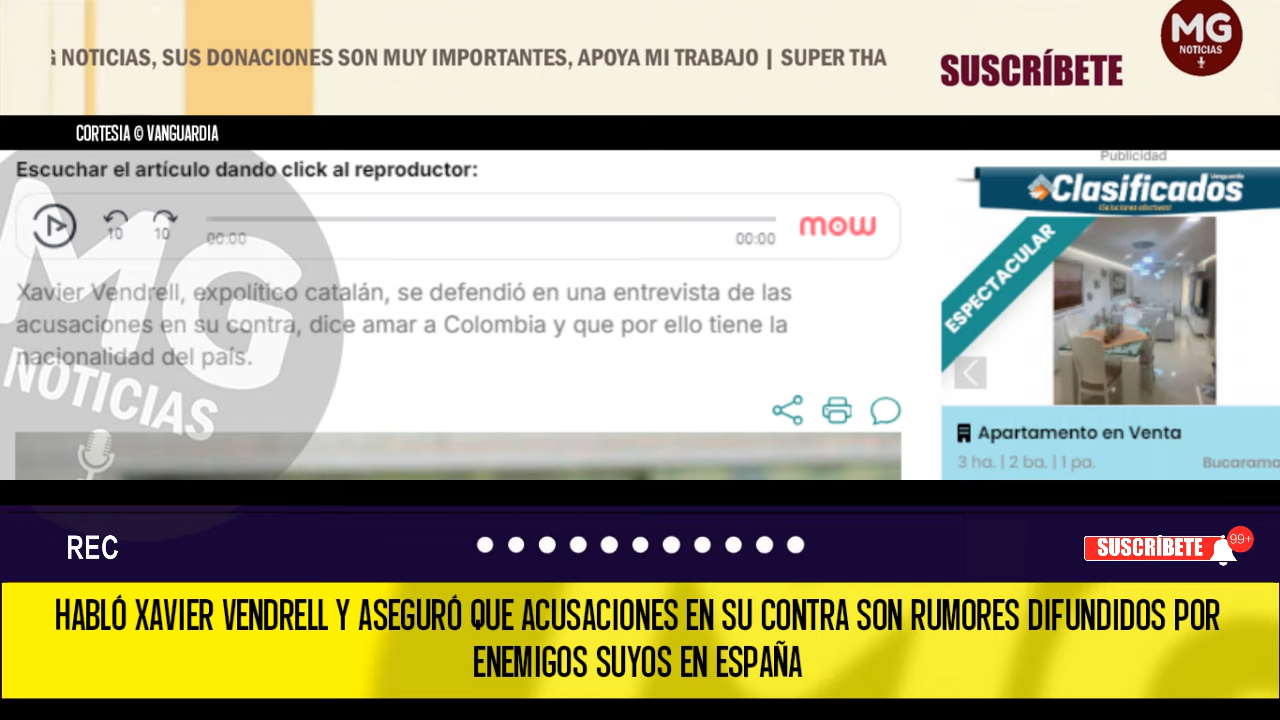 G NOTICIAS, SUS DONACIONES SON MUY IMPORTANTES, APOYA MI TRABAJO | SUPER THA
SUSCRÍBETE
MG
NOTICIAS
CORTESIA © VANGUARDIA
Publicidad
Escuchar el artículo dando click al reproductor:
10
10
00:00
00:00
mow
Xavier Vendrell, expolítico catalán, se defendió en una entrevista de las
acusaciones en su contra, dice amar a Colombia y que por ello tiene la
nacionalidad del país.
MG
NOTICIAS
Vanguardia
Clasificados
ESPECTACULAR
Apartamento en Venta
3 ha. | 2 ba. | 1 pa.
Bucarama
REC
SUSCRÍBETE
99+
HABLÓ XAVIER VENDRELL Y ASEGURÓ QUE ACUSACIONES EN SU CONTRA SON RUMORES DIFUNDIDOS POR
ENEMIGOS SUYOS EN ESPAÑA